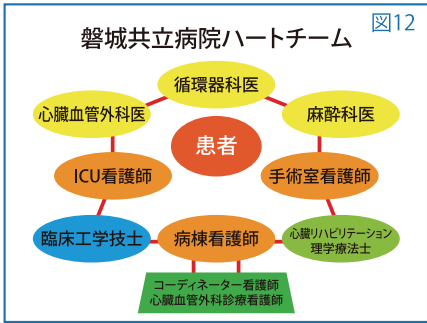 図12
磐城共立病院ハートチーム
循環器科医
心臓血管外科医
麻酔科医
患者
ICU看護師
手術室看護師
臨床工学技士
病棟看護師
心臓リハビリテーション
理学療法士
コーディネーター看護師
心臓血管外科診療看護師